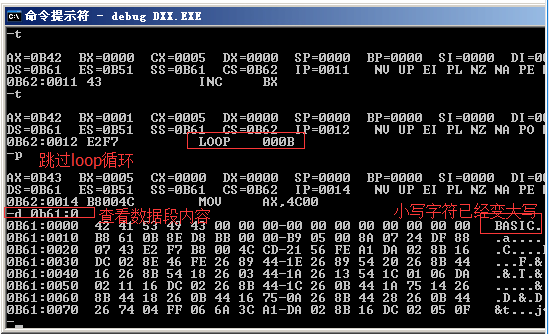 命令提示符 - debug DXX.EXE
-t
AX=0B42 BX=0000 CX=0005 DX=0000 SP=0000 BP=0000 SI=0000 DI=0
DS=0B61 ES=0B51 SS=0B61 CS=0B62 IP=0011 NV UP EI PL NZ NA PE
0B62:0011 43 INC BX
-t
AX=0B42 BX=0001 CX=0005 DX=0000 SP=0000 BP=0000 SI=0000 DI=0
DS=0B61 ES=0B51 SS=0B61 CS=0B62 IP=0012 NV UP EI PL NZ NA PO
0B62:0012 E2F7 LOOP 000B
-p
跳过loop循环
AX=0B43 BX=0005 CX=0000 DX=0000 SP=0000 BP=0000 SI=0000 DI=0
DS=0B61 ES=0B51 SS=0B61 CS=0B62 IP=0014 NV UP EI PL NZ NA PE
0B62:0014 B8004C MOV AX,4C00
-d 0b61:0 查看数据段内容 小写字符已经变大写
0B61:0000 42 41 53 49 43 00 00 00-00 00 00 00 00 00 00 00 BASIC.
0B61:0010 B8 61 0B 8E D8 BB 00 00-B9 05 00 8A 07 24 DF 88 .a....
0B61:0020 07 43 E2 F7 B8 00 4C CD-21 56 FE A1 DA 02 8B 16 .C....
0B61:0030 DC 02 8E 46 FE 26 89 44-1E 26 89 54 20 26 8B 44 ...F.&
0B61:0040 16 26 8B 54 18 26 03 44-1A 26 13 54 1C 01 06 DA .&.T.&
0B61:0050 02 11 16 DC 02 26 8B 44-1C 26 0B 44 1A 75 14 26 .....&
0B61:0060 8B 44 18 26 0B 44 16 75-0A 26 8B 44 28 26 0B 44 .D.&.D
0B61:0070 26 74 04 FF 06 6A 3C A1-DA 02 8B 16 DC 02 05 0F &t...j
-